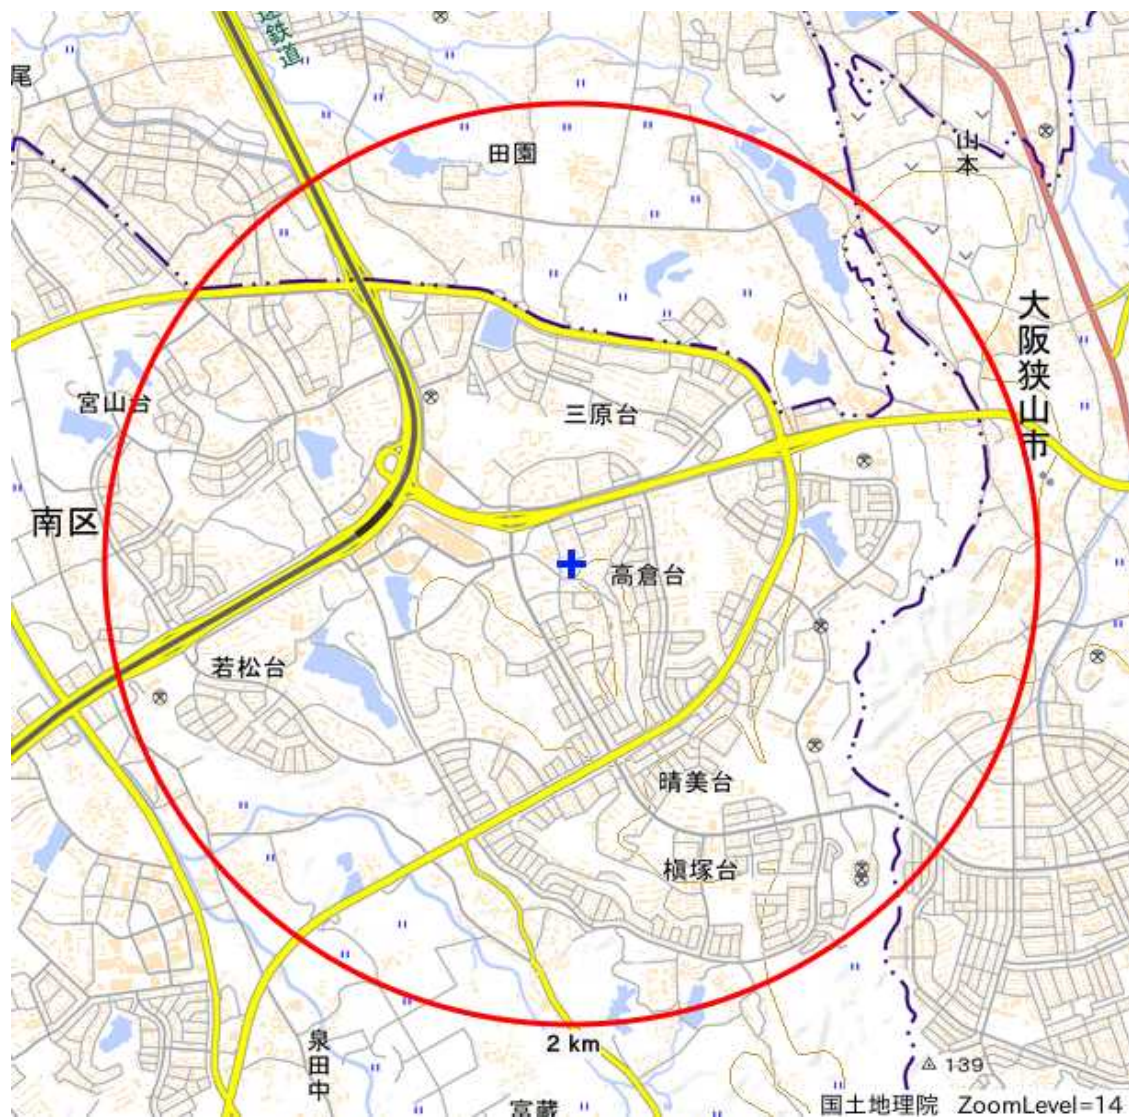 鉄道
尾
田園
山本
大阪狭山市
宮山台
三原台
南区
高倉台
若松台
晴美台
槇塚台
2 km
泉田中
139
富蔵
国土地理院 ZoomLevel=14